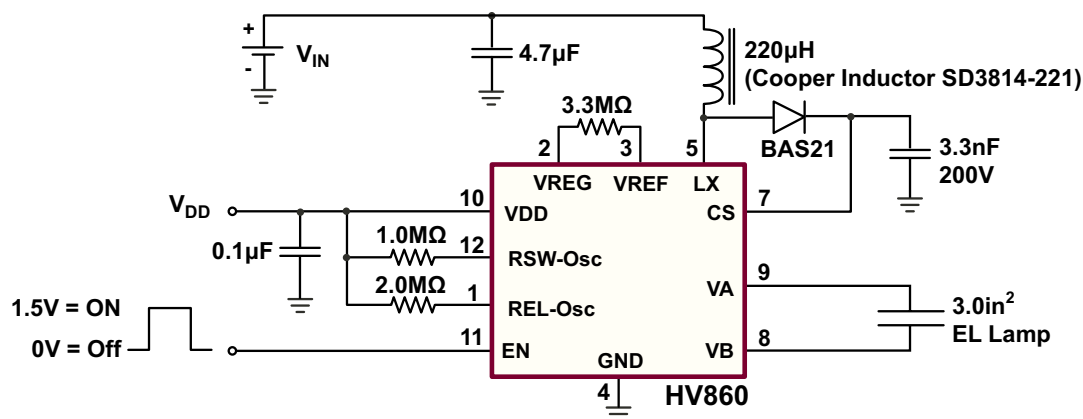 +
-
V_IN
4.7µF
220µH
(Cooper Inductor SD3814-221)
3.3MΩ
2
3
5
BAS21
3.3nF
200V
VREG
VREF
LX
V_DD
10
VDD
CS
7
0.1µF
1.0MΩ
12
RSW-Osc
2.0MΩ
1
REL-Osc
VA
9
1.5V = ON
0V = Off
11
EN
VB
8
3.0in²
EL Lamp
GND
4
HV860